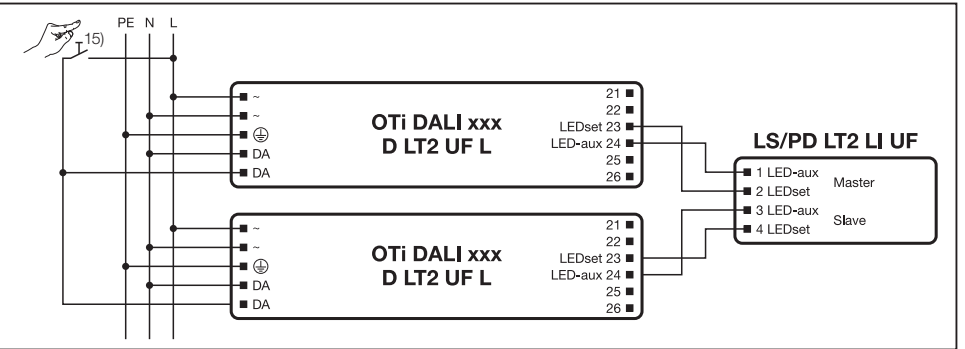 PE N L
15)
~
~
DA
DA
OTi DALI xxx
D LT2 UF L
21
22
LEDset 23
LED-aux 24
25
26
~
~
DA
DA
OTi DALI xxx
D LT2 UF L
21
22
LEDset 23
LED-aux 24
25
26
LS/PD LT2 LI UF
1 LED-aux
2 LEDset
Master
3 LED-aux
4 LEDset
Slave